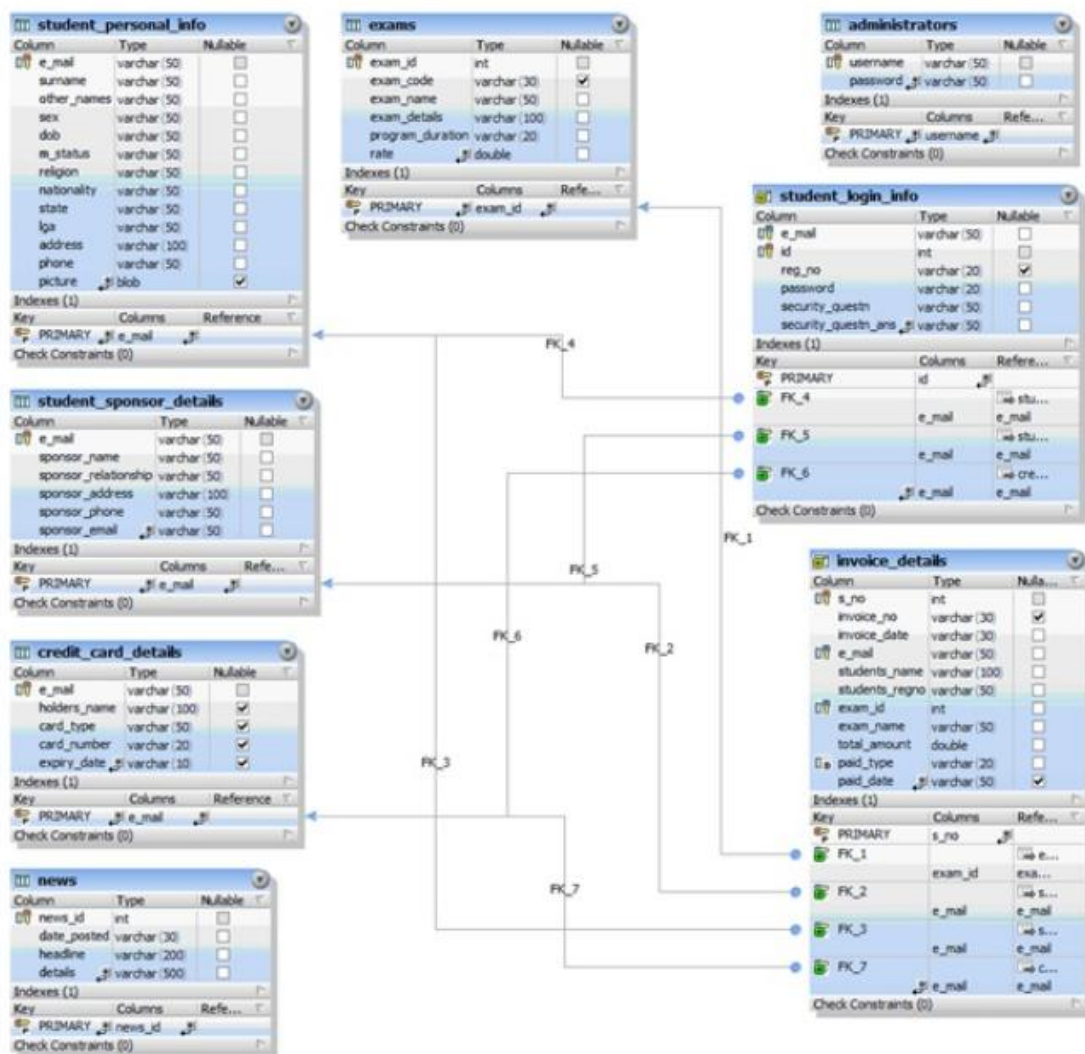 student_personal_info
Column Type Nullable
e_mail varchar(50)
surname varchar(50)
other_names varchar(50)
sex varchar(50)
dob varchar(50)
m_status varchar(50)
religion varchar(50)
nationality varchar(50)
state varchar(50)
lga varchar(50)
address varchar(100)
phone varchar(50)
picture blob
Indexes (1)
Key Columns Reference
PRIMARY e_mail
Check Constraints (0)
exams
Column Type Nullable
exam_id int
exam_code varchar(30)
exam_name varchar(50)
exam_details varchar(100)
program_duration varchar(20)
rate double
Indexes (1)
Key Columns Refe...
PRIMARY exam_id
Check Constraints (0)
administrators
Column Type Nullable
username varchar(50)
password varchar(50)
Indexes (1)
Key Columns Refe...
PRIMARY username
Check Constraints (0)
student_login_info
Column Type Nullable
e_mail varchar(50)
id int
reg_no varchar(20)
password varchar(20)
security_questn varchar(50)
security_questn_ans varchar(50)
Indexes (1)
Key Columns Refere...
PRIMARY id
FK_4 stu...
e_mail e_mail
FK_5 stu...
e_mail e_mail
FK_6 cre...
e_mail e_mail
Check Constraints (0)
FK_4
student_sponsor_details
Column Type Nullable
e_mail varchar(50)
sponsor_name varchar(50)
sponsor_relationship varchar(50)
sponsor_address varchar(100)
sponsor_phone varchar(50)
sponsor_email varchar(50)
Indexes (1)
Key Columns Refe...
PRIMARY e_mail
Check Constraints (0)
FK_1
FK_5
FK_6
FK_2
invoice_details
Column Type Nulla...
s_no int
invoice_no varchar(30)
invoice_date varchar(30)
e_mail varchar(50)
students_name varchar(100)
students_regno varchar(50)
exam_id int
exam_name varchar(50)
total_amount double
paid_type varchar(20)
paid_date varchar(50)
Indexes (1)
Key Columns Refe...
PRIMARY s_no
FK_1 e...
exam_id exa...
FK_2 s...
e_mail e_mail
FK_3 s...
e_mail e_mail
FK_7 c...
e_mail e_mail
Check Constraints (0)
credit_card_details
Column Type Nullable
e_mail varchar(50)
holders_name varchar(100)
card_type varchar(50)
card_number varchar(20)
expiry_date varchar(10)
Indexes (1)
Key Columns Reference
PRIMARY e_mail
Check Constraints (0)
FK_3
FK_7
news
Column Type Nullable
news_id int
date_posted varchar(30)
headline varchar(200)
details varchar(500)
Indexes (1)
Key Columns Refe...
PRIMARY news_id
Check Constraints (0)